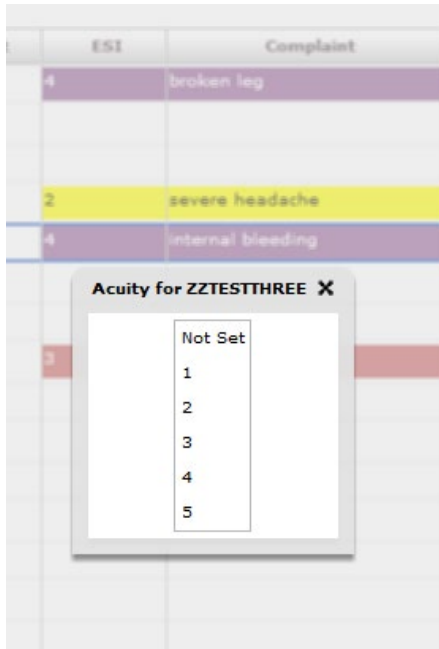 ESI Complaint
4 broken leg
2 severe headache
4 internal bleeding
Acuity for ZZTESTTHREE X
Not Set
1
2
3
3
4
5